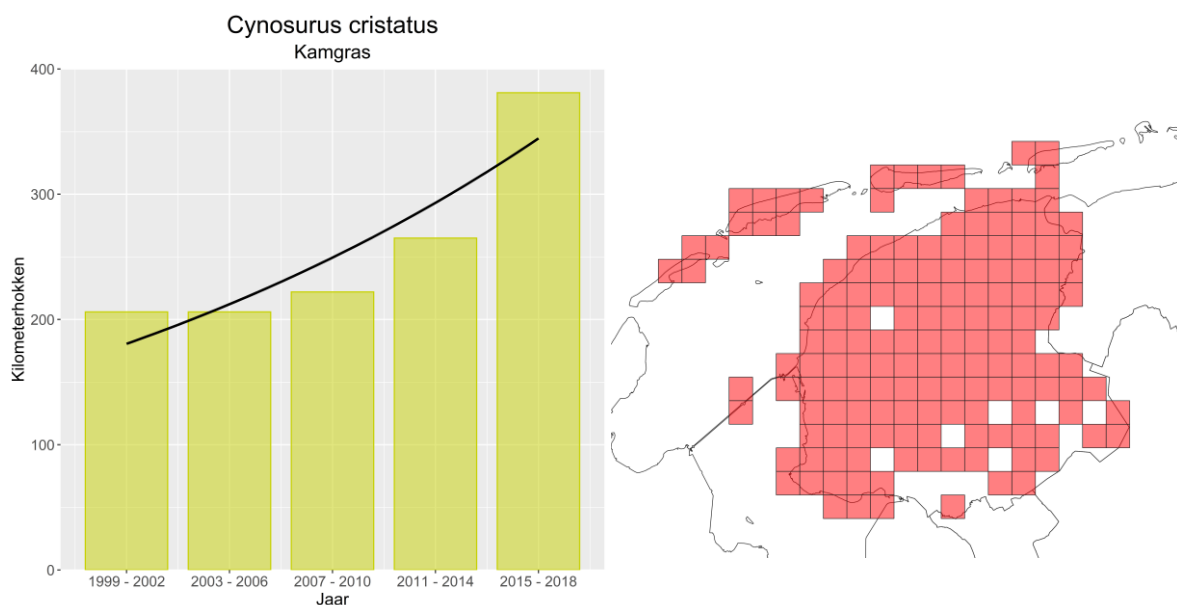 Cynosurus cristatus
Kamgras
400
300
200
100
0
Kilometerhokken
1999 - 2002
2003 - 2006
2007 - 2010
2011 - 2014
2015 - 2018
Jaar